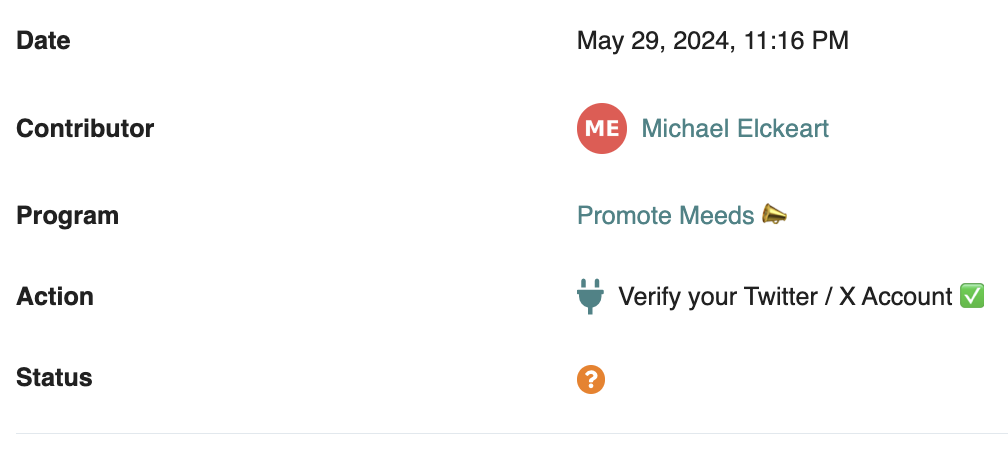 Date May 29, 2024, 11:16 PM
Contributor ME Michael Elckeart
Program Promote Meeds
Action Verify your Twitter / X Account
Status ?